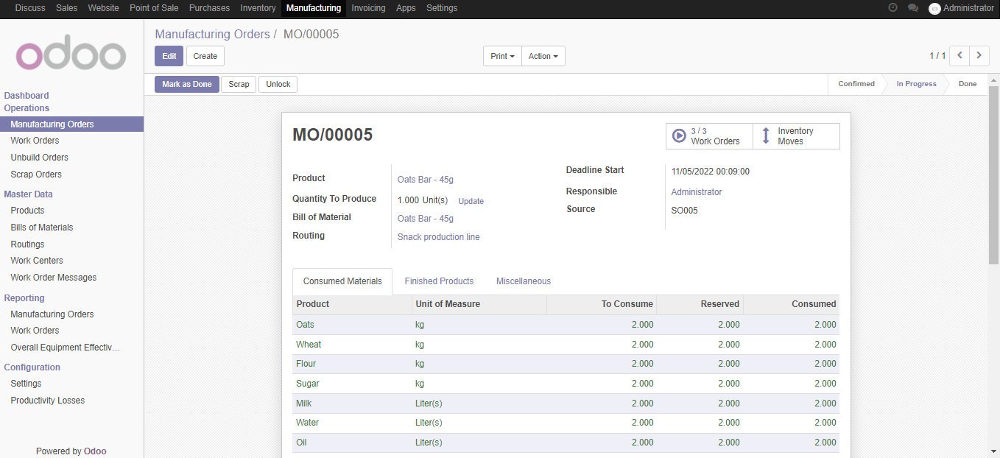 Discuss Sales Website Point of Sale Purchases Inventory Manufacturing Invoicing Apps Settings Administrator
odoo
Manufacturing Orders / MO/00005
Edit Create Print Action 1 / 1
Mark as Done Scrap Unlock Confirmed In Progress Done
Dashboard
Operations
Manufacturing Orders
Work Orders
Unbuild Orders
Scrap Orders
Master Data
Products
Bills of Materials
Routings
Work Centers
Work Order Messages
Reporting
Manufacturing Orders
Work Orders
Overall Equipment Effectiv...
Configuration
Settings
Productivity Losses
Powered by Odoo
MO/00005
3 / 3
Work Orders
Inventory
Moves
Product Oats Bar - 45g
Quantity To Produce 1.000 Unit(s) Update
Bill of Material Oats Bar - 45g
Routing Snack production line
Deadline Start 11/05/2022 00:09:00
Responsible Administrator
Source SO005
Consumed Materials Finished Products Miscellaneous
Product Unit of Measure To Consume Reserved Consumed
Oats kg 2.000 2.000 2.000
Wheat kg 2.000 2.000 2.000
Flour kg 2.000 2.000 2.000
Sugar kg 2.000 2.000 2.000
Milk Liter(s) 2.000 2.000 2.000
Water Liter(s) 2.000 2.000 2.000
Oil Liter(s) 2.000 2.000 2.000